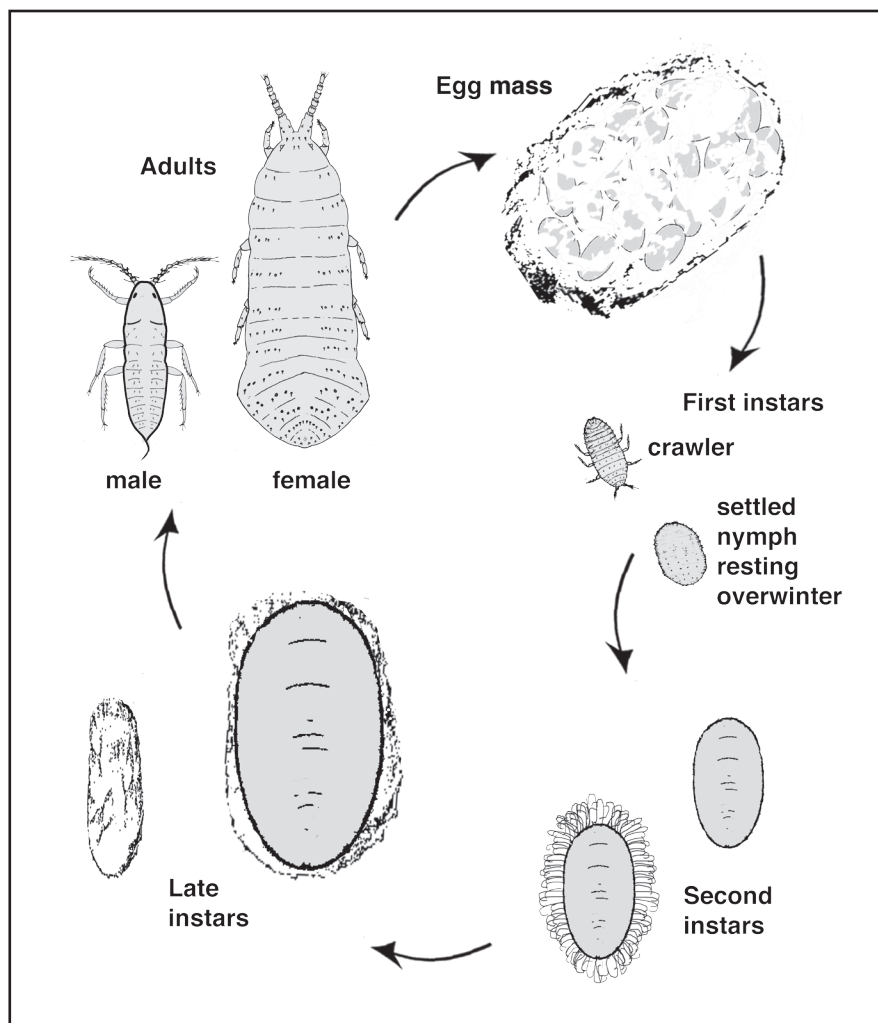 Egg mass
Adults
male
female
First instars
crawler
settled
nymph
resting
overwinter
Second
instars
Late
instars